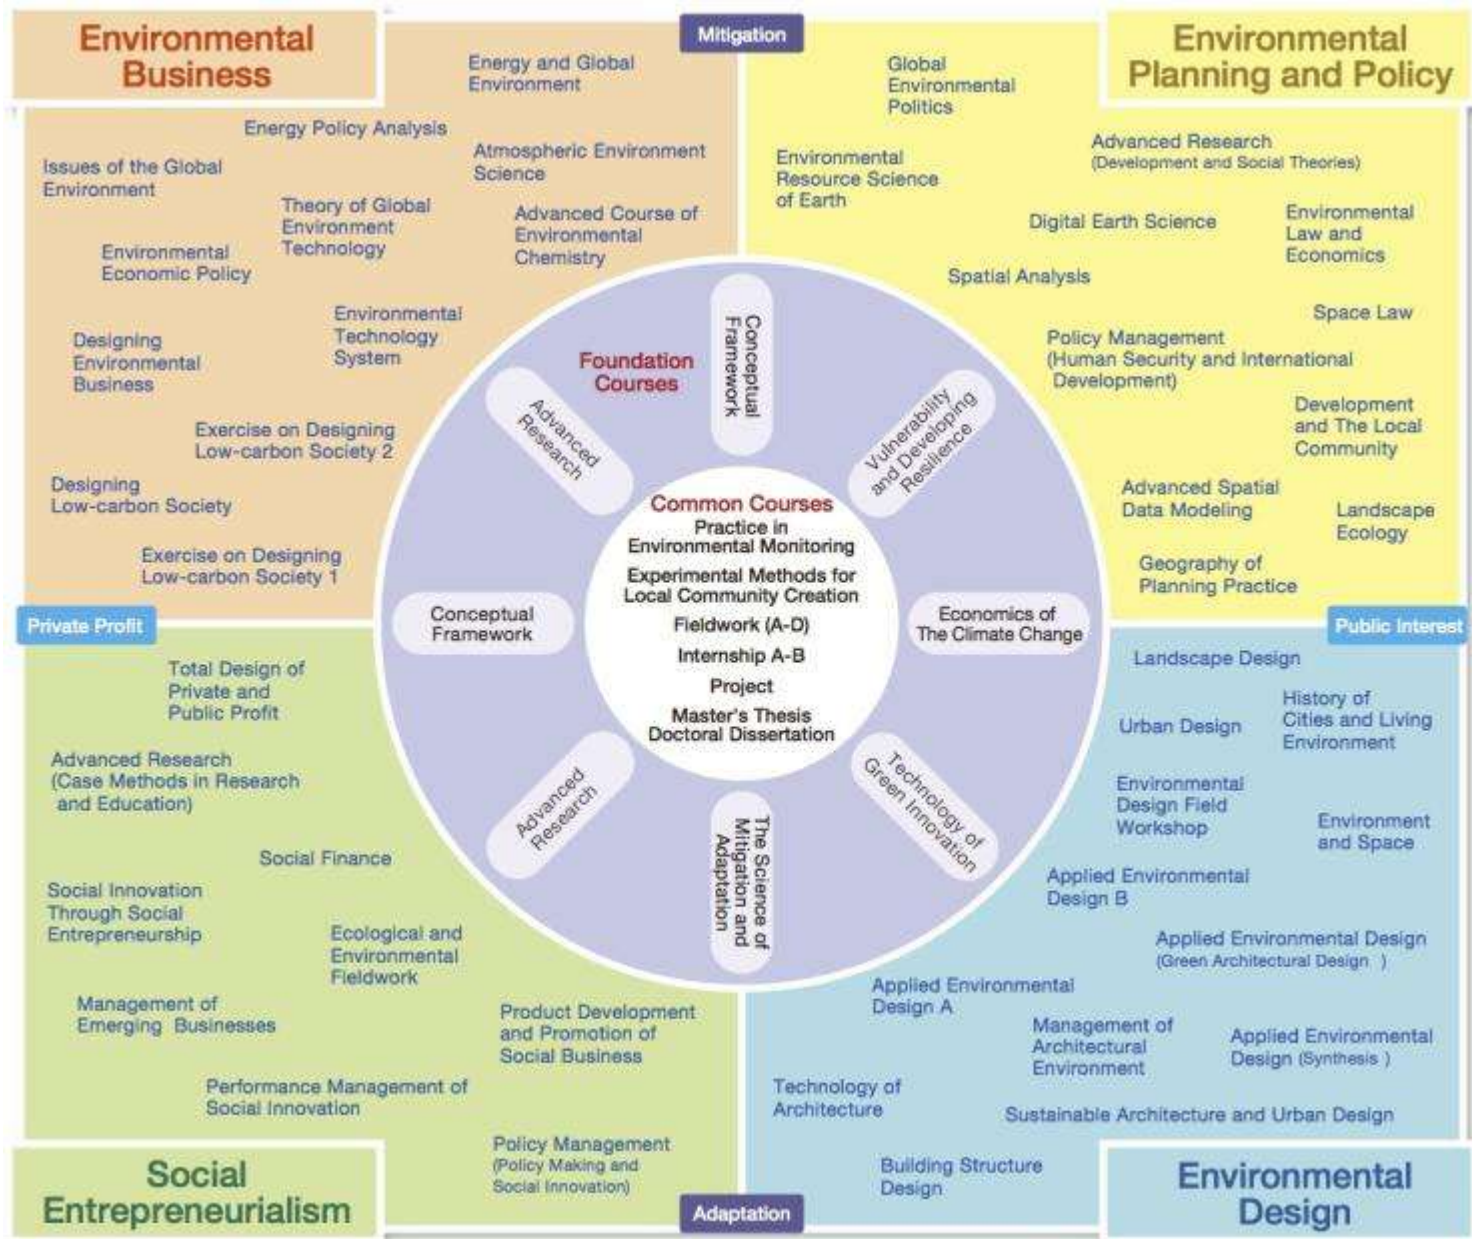 Environmental
Business
Mitigation
Environmental
Planning and Policy
Energy and Global
Environment
Energy Policy Analysis
Issues of the Global
Environment
Atmospheric Environment
Science
Theory of Global
Environment
Technology
Advanced Course of
Environmental
Chemistry
Environmental
Economic Policy
Environmental
Technology
System
Designing
Environmental
Business
Exercise on Designing
Low-carbon Society 2
Designing
Low-carbon Society
Exercise on Designing
Low-carbon Society 1
Global
Environmental
Politics
Advanced Research
(Development and Social Theories)
Environmental
Resource Science
of Earth
Digital Earth Science
Environmental
Law and
Economics
Spatial Analysis
Space Law
Policy Management
(Human Security and International
Development)
Development
and The Local
Community
Advanced Spatial
Data Modeling
Landscape
Ecology
Geography of
Planning Practice
Foundation
Courses
Conceptual
Framework
Vulnerability
and Developing
Resilience
Economics of
The Climate Change
Technology of
Green Innovation
The Science of
Mitigation and
Adaptation
Advanced
Research
Conceptual
Framework
Advanced
Research
Common Courses
Practice in
Environmental Monitoring
Experimental Methods for
Local Community Creation
Fieldwork (A-D)
Internship A-B
Project
Master's Thesis
Doctoral Dissertation
Private Profit
Public Interest
Total Design of
Private and
Public Profit
Advanced Research
(Case Methods in Research
and Education)
Social Finance
Social Innovation
Through Social
Entrepreneurship
Ecological and
Environmental
Fieldwork
Management of
Emerging Businesses
Product Development
and Promotion of
Social Business
Performance Management of
Social Innovation
Policy Management
(Policy Making and
Social Innovation)
Landscape Design
History of
Cities and Living
Environment
Urban Design
Environmental
Design Field
Workshop
Environment
and Space
Applied Environmental
Design B
Applied Environmental Design
(Green Architectural Design )
Applied Environmental
Design A
Management of
Architectural
Environment
Applied Environmental
Design (Synthesis )
Technology of
Architecture
Sustainable Architecture and Urban Design
Building Structure
Design
Social
Entrepreneurialism
Adaptation
Environmental
Design